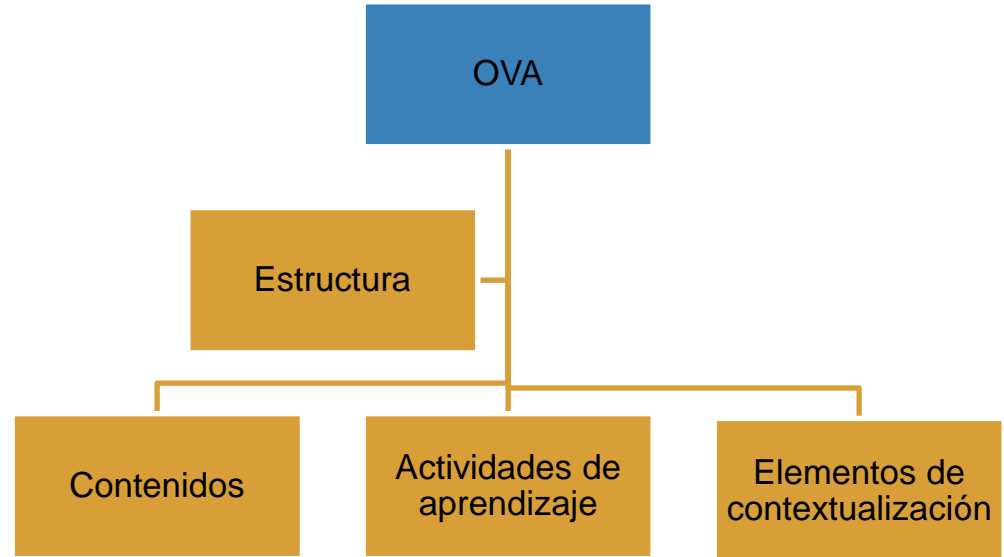 OVA
Estructura
Contenidos
Actividades de
aprendizaje
Elementos de
contextualización